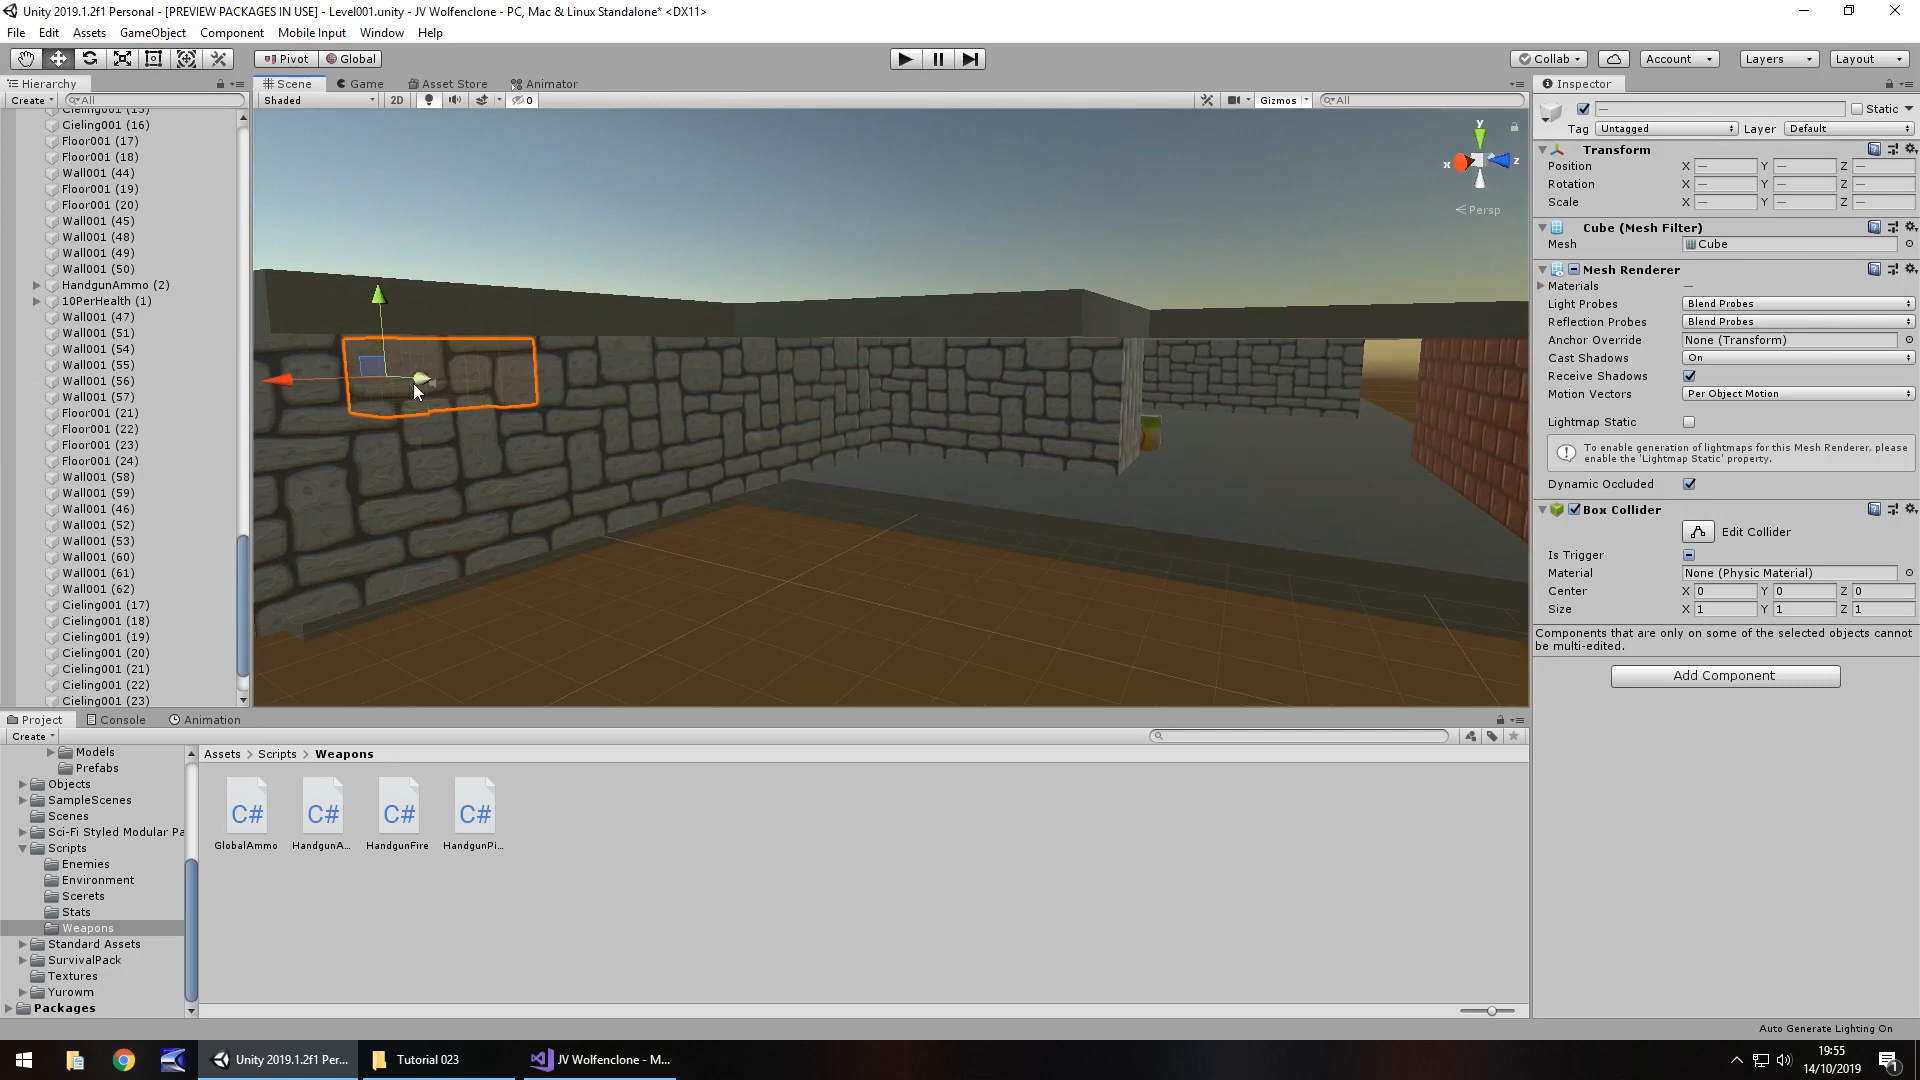 Unity 2019.1.2f1 Personal - [PREVIEW PACKAGES IN USE] - Level001.unity - JV Wolfenclone - PC, Mac & Linux Standalone* <DX11>
File Edit Assets GameObject Component Mobile Input Window Help
Pivot Global Collab Account Layers Layout
Hierarchy
Create All
Cieling001 (15)
Cieling001 (16)
Floor001 (17)
Floor001 (18)
Wall001 (44)
Floor001 (19)
Floor001 (20)
Wall001 (45)
Wall001 (48)
Wall001 (49)
Wall001 (50)
HandgunAmmo (2)
10PerHealth (1)
Wall001 (47)
Wall001 (51)
Wall001 (54)
Wall001 (55)
Wall001 (56)
Wall001 (57)
Floor001 (21)
Floor001 (22)
Floor001 (23)
Floor001 (24)
Wall001 (58)
Wall001 (59)
Wall001 (46)
Wall001 (52)
Wall001 (53)
Wall001 (60)
Wall001 (61)
Wall001 (62)
Cieling001 (17)
Cieling001 (18)
Cieling001 (19)
Cieling001 (20)
Cieling001 (21)
Cieling001 (22)
Cieling001 (23)
Scene Game Asset Store Animator
Shaded 2D 0 Gizmos All
y
x z
Persp
Inspector
— Static
Tag Untagged Layer Default
Transform
Position X — Y — Z —
Rotation X — Y — Z —
Scale X — Y — Z —
Cube (Mesh Filter)
Mesh Cube
Mesh Renderer
Materials —
Light Probes Blend Probes
Reflection Probes Blend Probes
Anchor Override None (Transform)
Cast Shadows On
Receive Shadows
Motion Vectors Per Object Motion
Lightmap Static
To enable generation of lightmaps for this Mesh Renderer, please
enable the 'Lightmap Static' property.
Dynamic Occluded
Box Collider
Edit Collider
Is Trigger
Material None (Physic Material)
Center X 0 Y 0 Z 0
Size X 1 Y 1 Z 1
Components that are only on some of the selected objects cannot
be multi-edited.
Add Component
Project Console Animation
Create
Models
Prefabs
Objects
SampleScenes
Scenes
Sci-Fi Styled Modular Pa
Scripts
Enemies
Environment
Scerets
Stats
Weapons
Standard Assets
SurvivalPack
Textures
Yurowm
Packages
Assets > Scripts > Weapons
C# C# C# C#
GlobalAmmo HandgunA... HandgunFire HandgunPi...
Auto Generate Lighting On
Unity 2019.1.2f1 Per... Tutorial 023 JV Wolfenclone - M...
19:55
14/10/2019
1